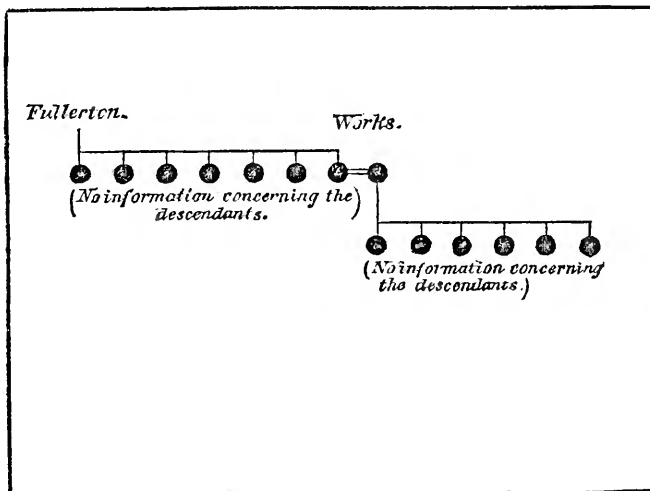 Fullerton.
Works.
(No information concerning the
descendants.)
(No information concerning
the descendants.)